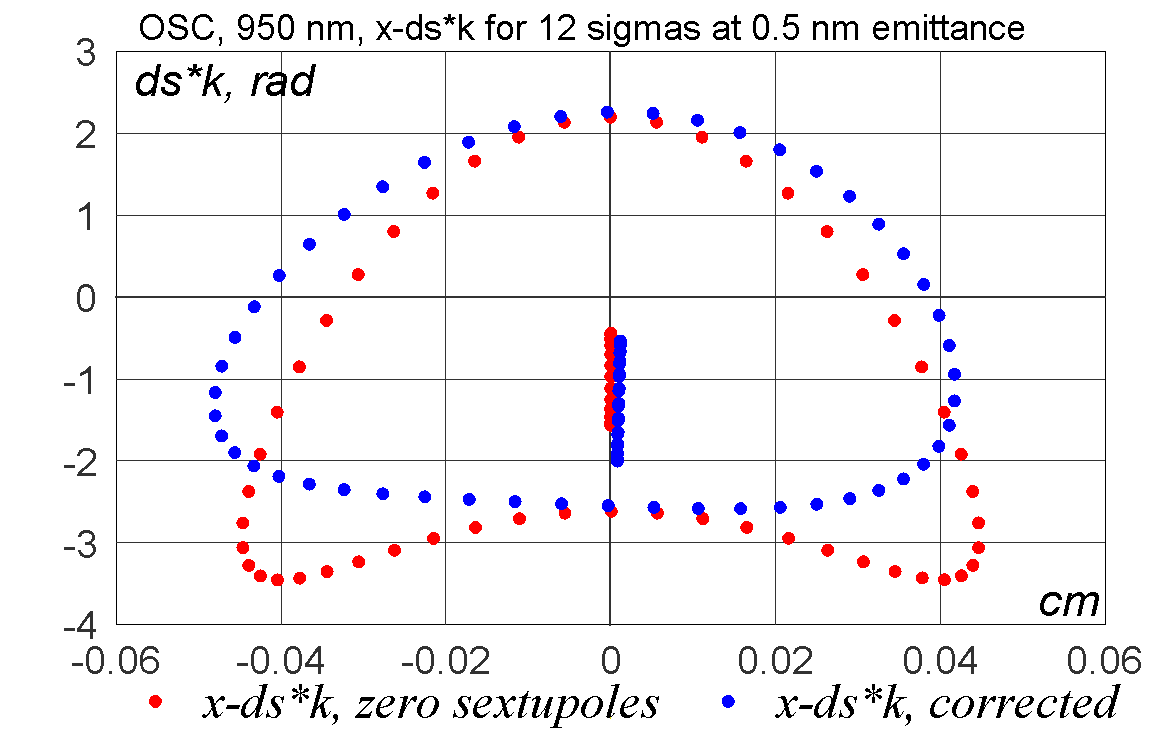 OSC, 950 nm, x-ds*k for 12 sigmas at 0.5 nm emittance
3
ds*k, rad
2
1
0
-1
-2
-3
cm
-4
-0.06 -0.04 -0.02 0 0.02 0.04 0.06
x-ds*k, zero sextupoles x-ds*k, corrected